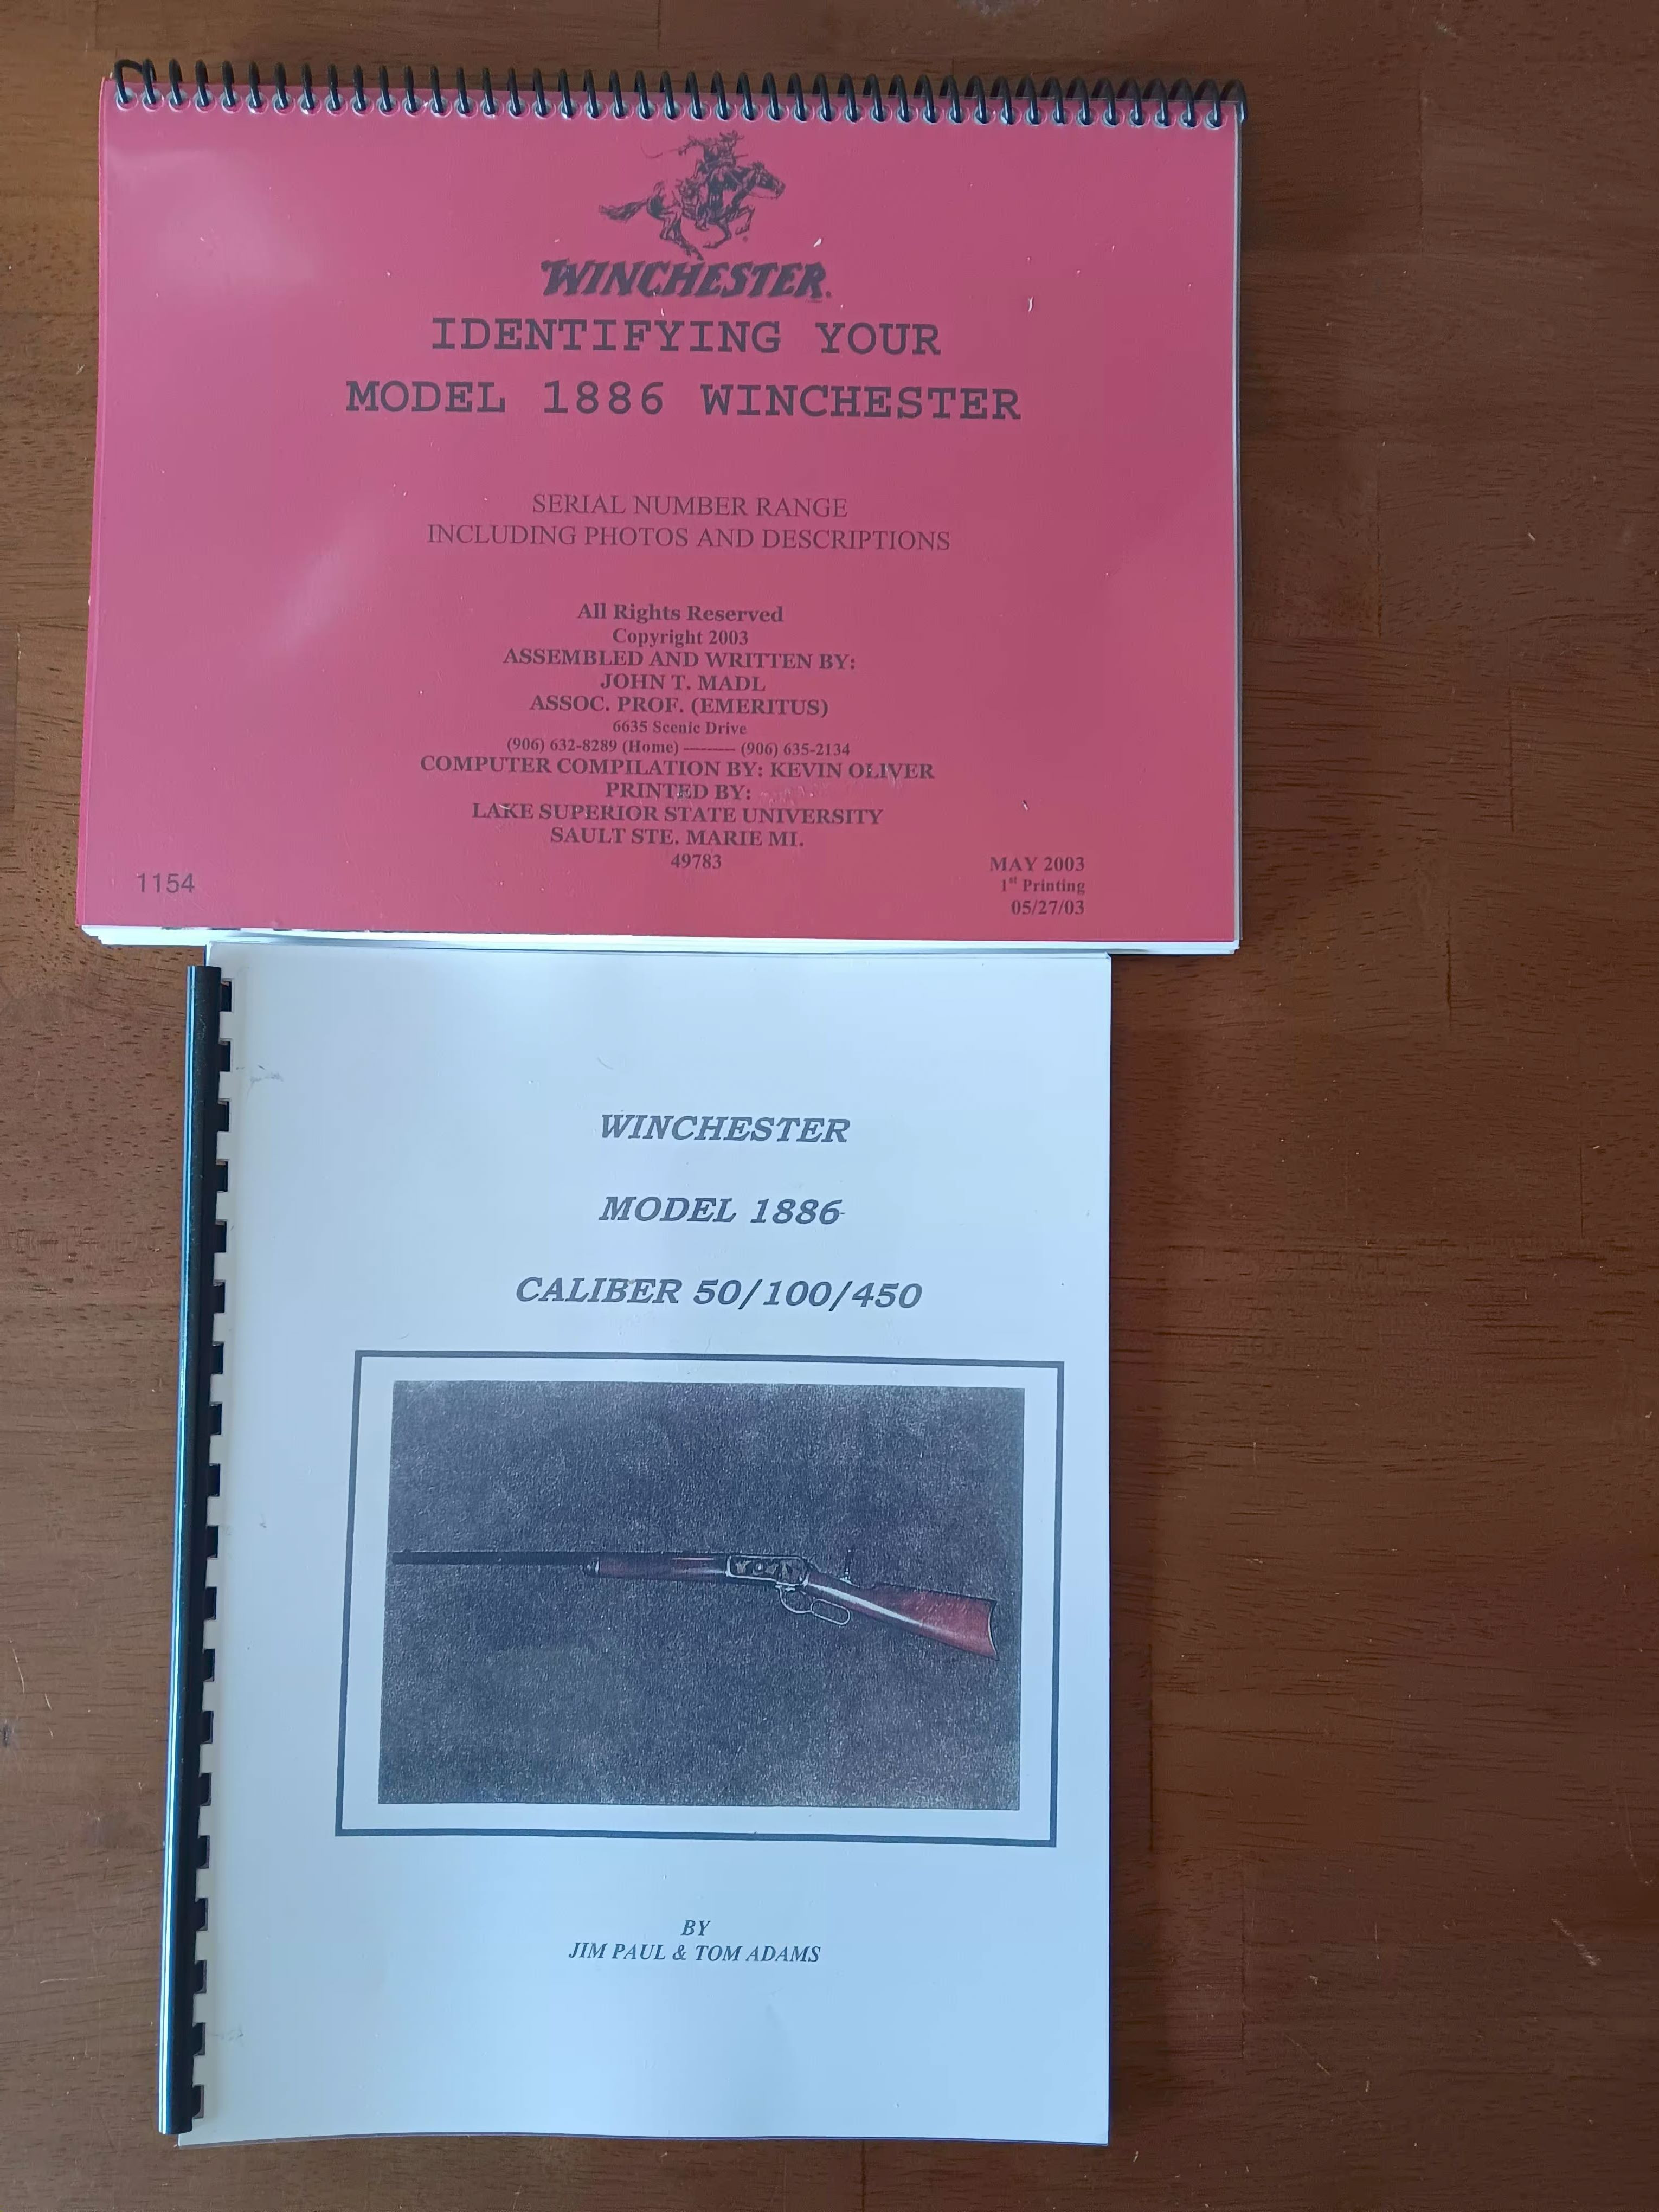 WINCHESTER®
IDENTIFYING YOUR
MODEL 1886 WINCHESTER
SERIAL NUMBER RANGE
INCLUDING PHOTOS AND DESCRIPTIONS
All Rights Reserved
Copyright 2003
ASSEMBLED AND WRITTEN BY:
JOHN T. MADL
ASSOC. PROF. (EMERITUS)
6635 Scenic Drive
(906) 632-8289 (Home) ——— (906) 635-2134
COMPUTER COMPILATION BY: KEVIN OLIVER
PRINTED BY:
LAKE SUPERIOR STATE UNIVERSITY
SAULT STE. MARIE MI.
49783
1154
MAY 2003
1st Printing
05/27/03
WINCHESTER
MODEL 1886
CALIBER 50/100/450
BY
JIM PAUL & TOM ADAMS